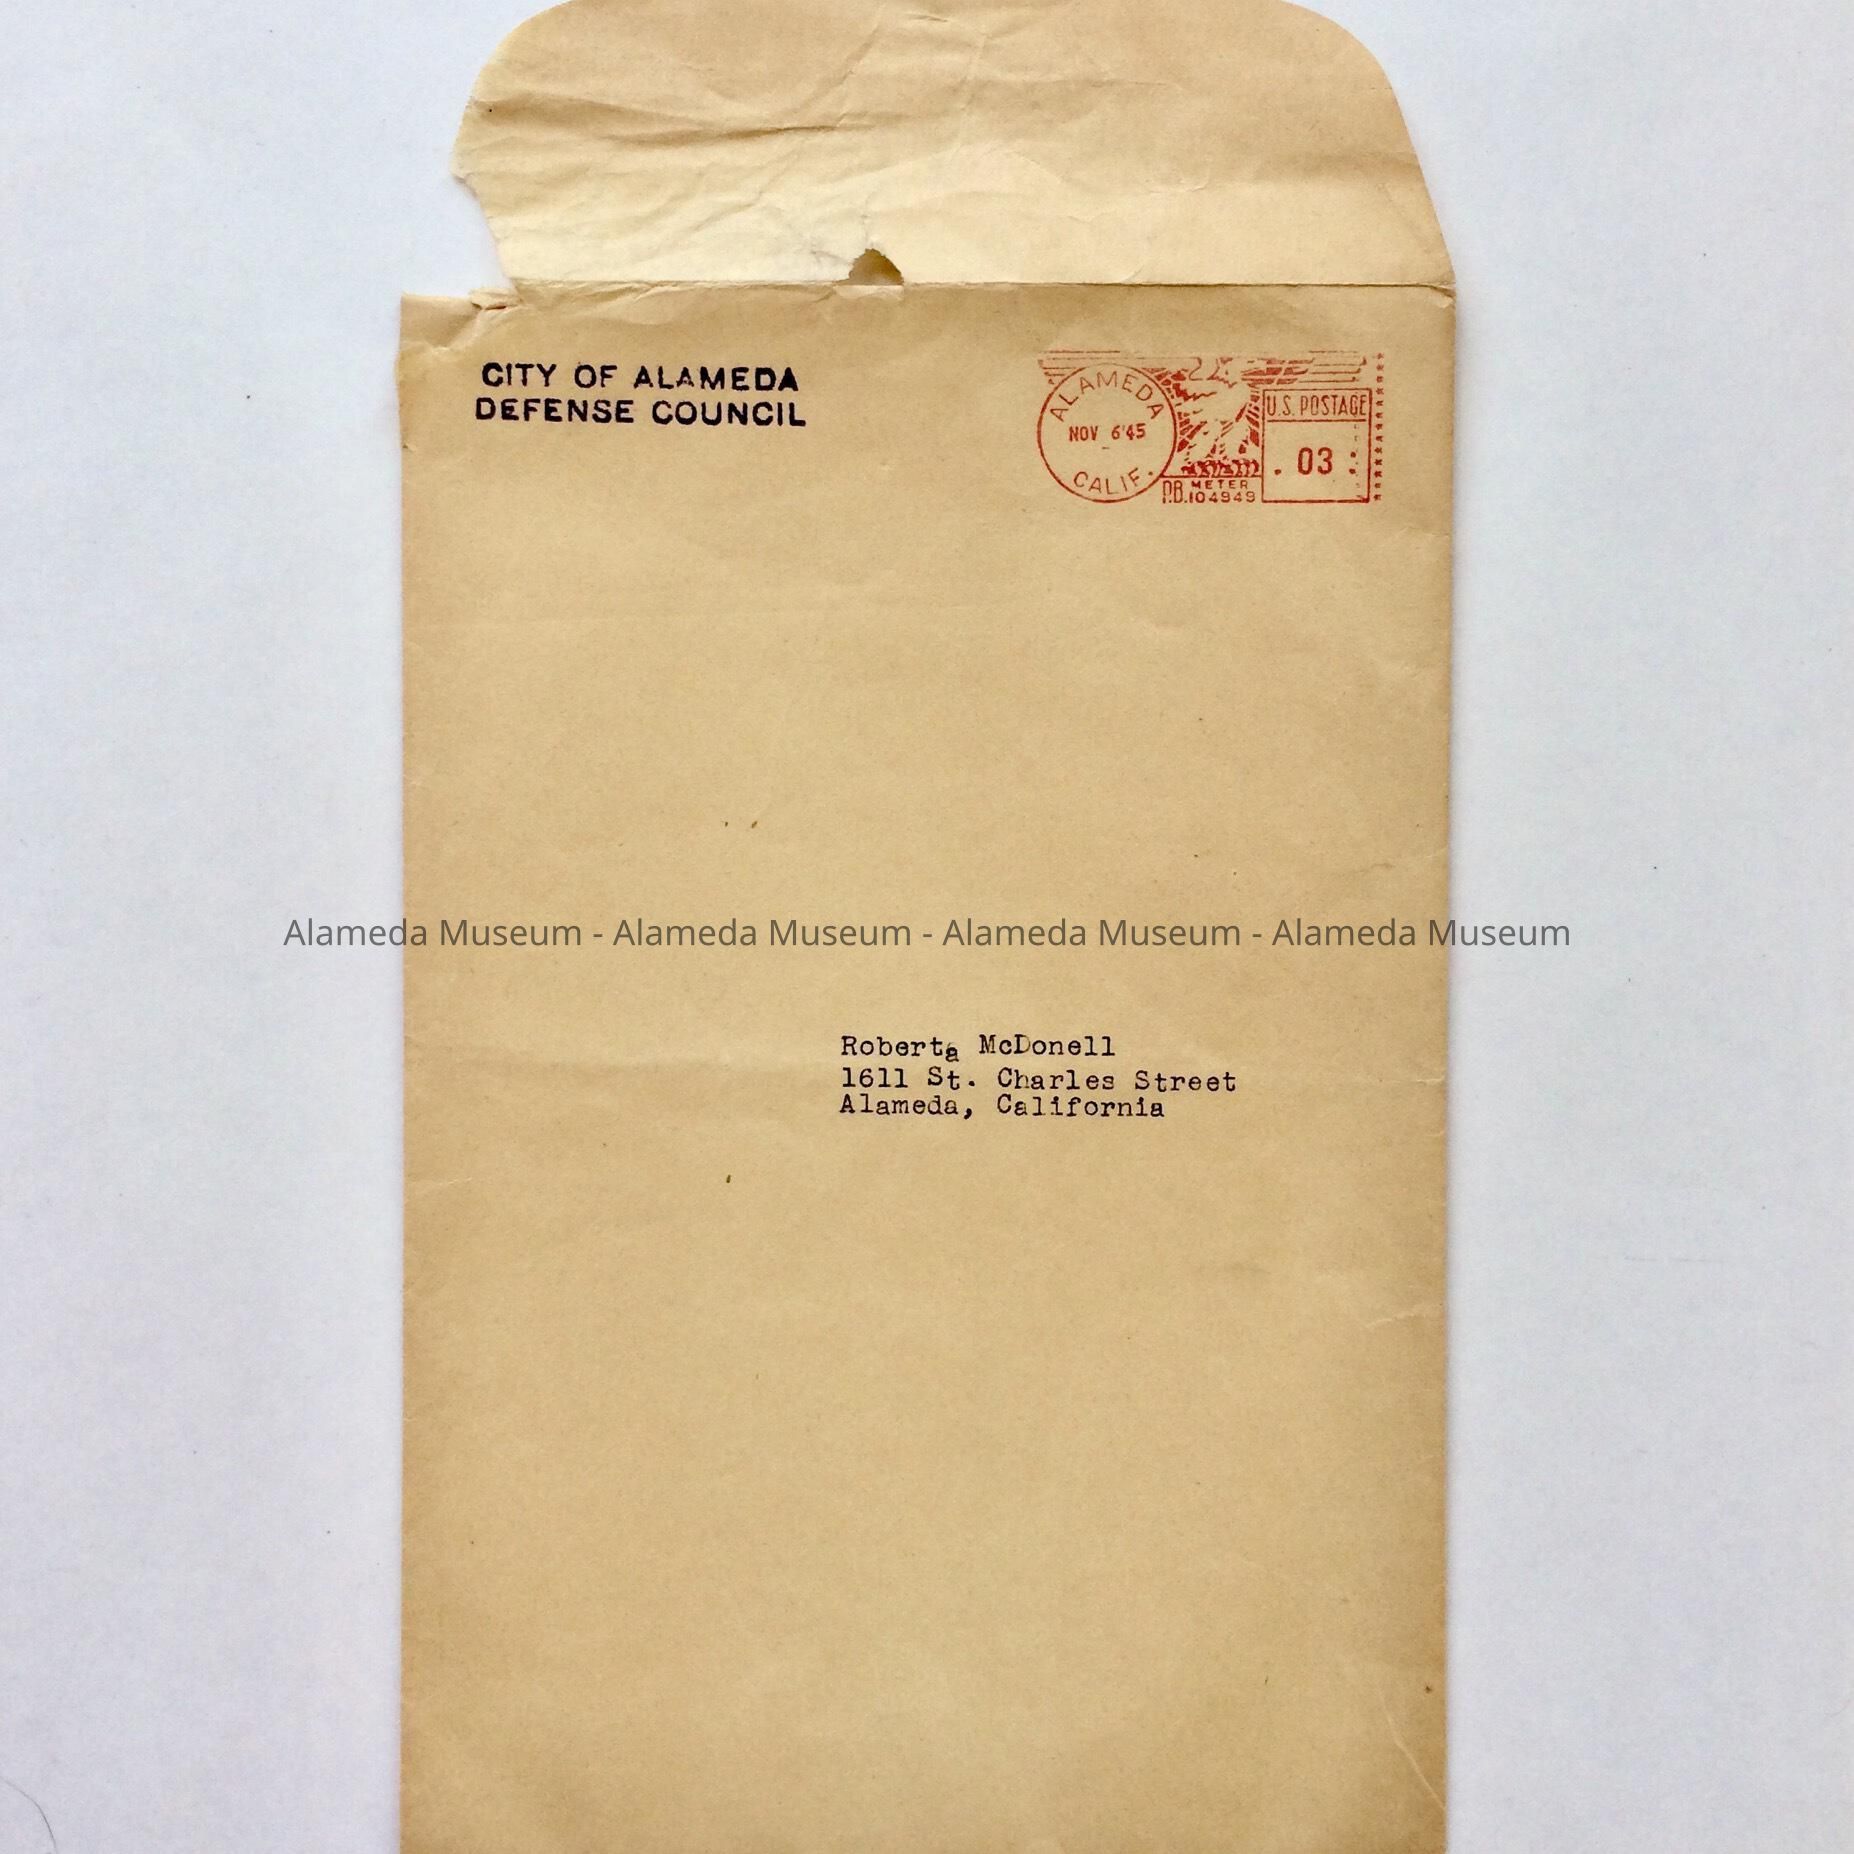 CITY OF ALAMEDA
DEFENSE COUNCIL
ALAMEDA
NOV 6'45
CALIF.
P.B. METER
104949
U.S. POSTAGE
. 03
Alameda Museum - Alameda Museum - Alameda Museum - Alameda Museum
Roberta McDonell
1611 St. Charles Street
Alameda, California